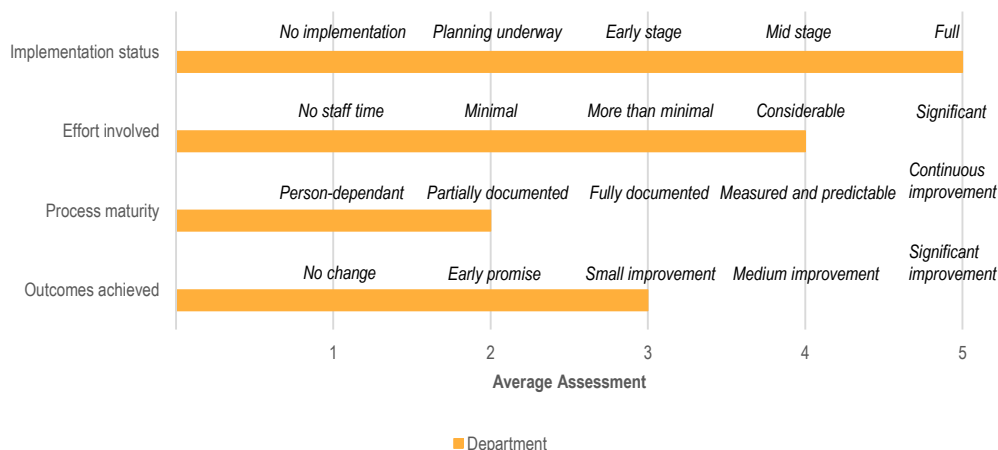 No implementation Planning underway Early stage Mid stage Full
Implementation status
No staff time Minimal More than minimal Considerable Significant
Effort involved
Continuous
Person-dependant Partially documented Fully documented Measured and predictable improvement
Process maturity
Significant
No change Early promise Small improvement Medium improvement improvement
Outcomes achieved
1 2 3 4 5
Average Assessment
Department